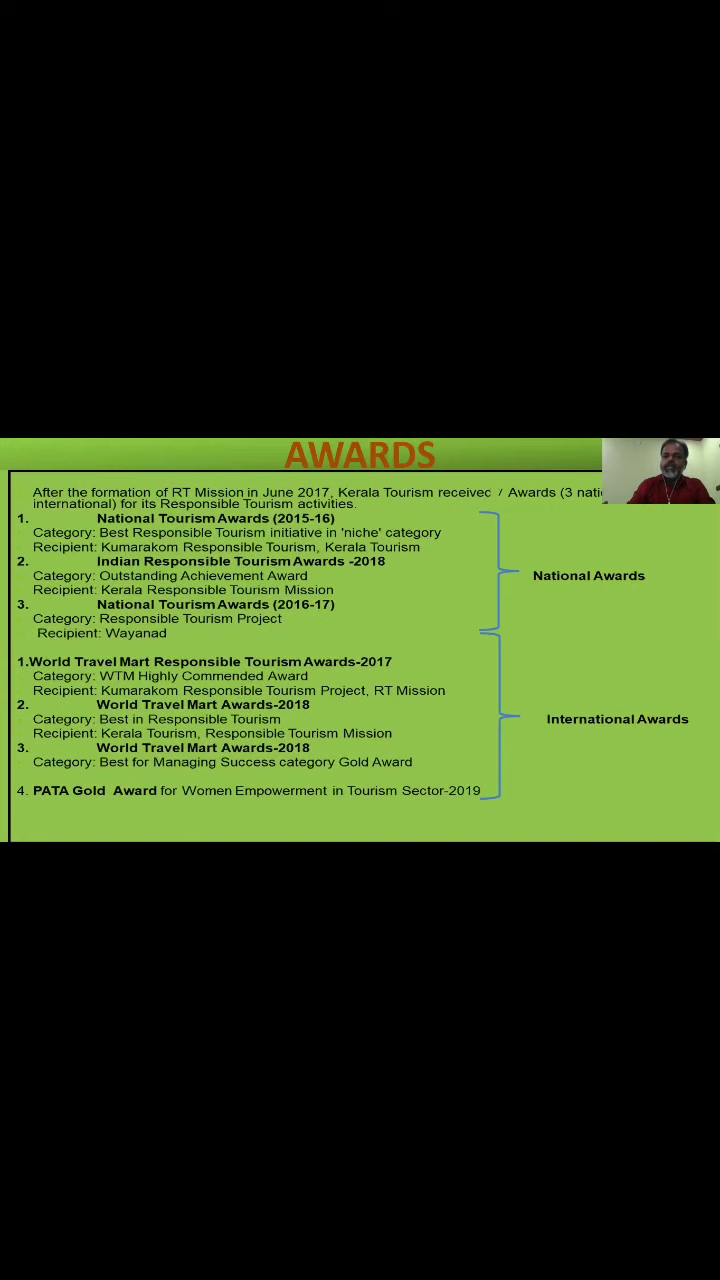 AWARDS
After the formation of RT Mission in June 2017, Kerala Tourism received Awards (3
international) for its Responsible Tourism activities.
1. National Tourism Awards (2015-16)
Category: Best Responsible Tourism initiative in 'niche' category
Recipient: Kumarakom Responsible Tourism, Kerala Tourism
2. Indian Responsible Tourism Awards -2018
Category: Outstanding Achievement Award
Recipient: Kerala Responsible Tourism Mission
3. National Tourism Awards (2016-17)
Category: Responsible Tourism Project
Recipient: Wayanad
National Awards
1.World Travel Mart Responsible Tourism Awards-2017
Category: WTM Highly Commended Award
Recipient: Kumarakom Responsible Tourism Project, RT Mission
2. World Travel Mart Awards-2018
Category: Best in Responsible Tourism
Recipient: Kerala Tourism, Responsible Tourism Mission
3. World Travel Mart Awards-2018
Category: Best for Managing Success category Gold Award
4. PATA Gold Award for Women Empowerment in Tourism Sector-2019
International Awards